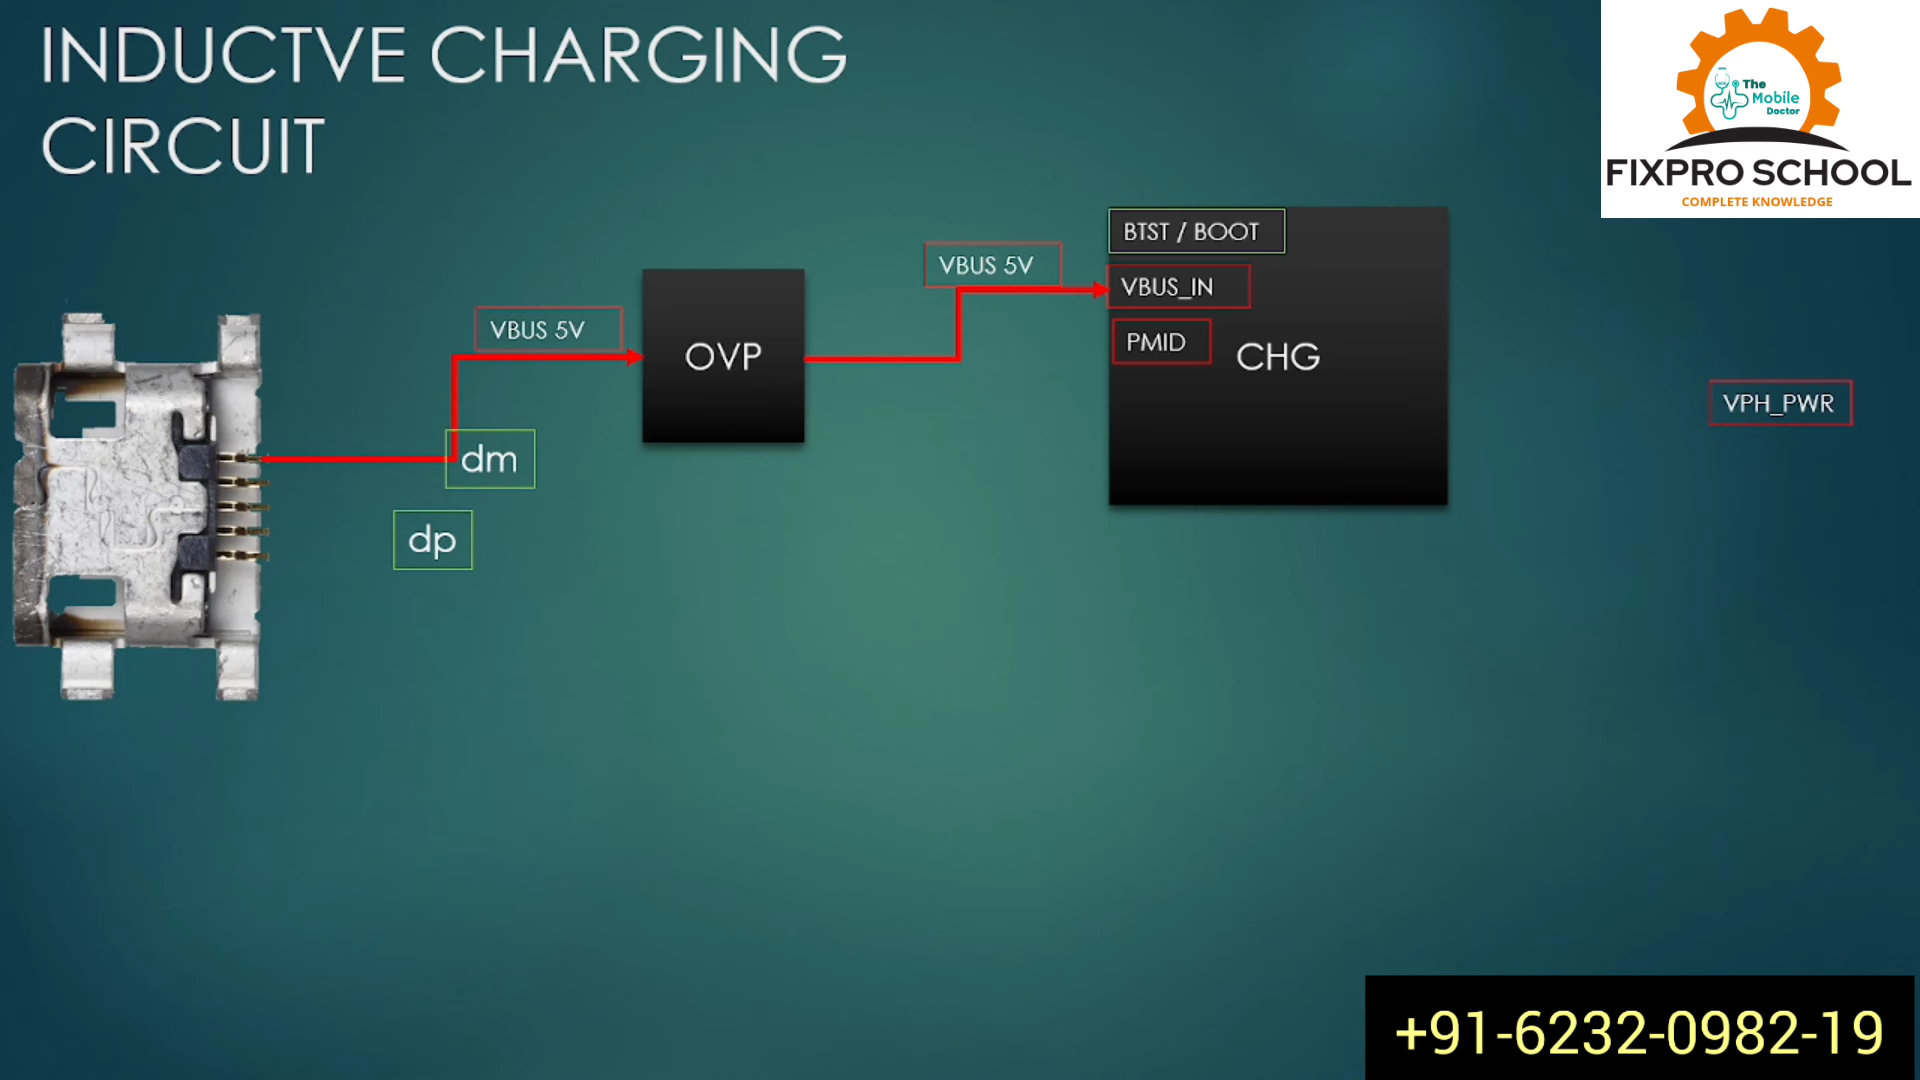 INDUCTVE CHARGING
CIRCUIT
The
Mobile
Doctor
FIXPRO SCHOOL
COMPLETE KNOWLEDGE
BTST / BOOT
VBUS 5V
VBUS_IN
VBUS 5V
PMID
OVP
CHG
VPH_PWR
dm
dp
+91-6232-0982-19